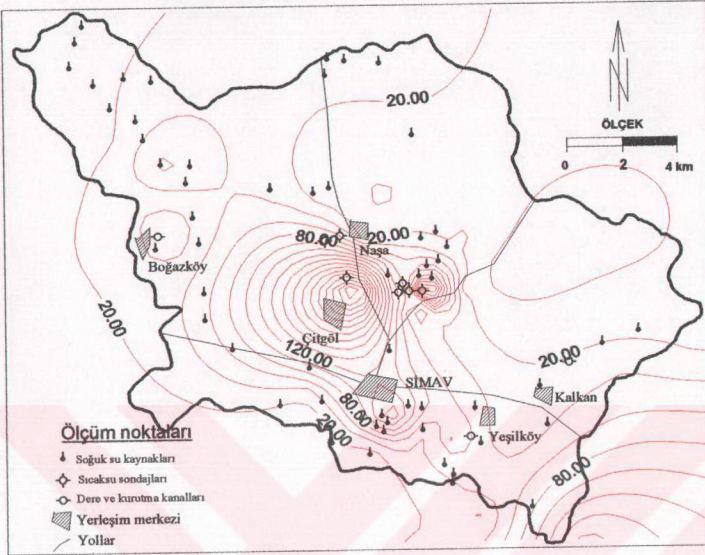 20.00
ÖLÇEK
0 2 4 km
80.00
20.00
Naşa
Boğazköy
20.00
Çitgöl
120.00
20.00
SİMAV
80.00
Kalkan
20.00
Yeşilköy
80.00
Ölçüm noktaları
Soğuk su kaynakları
Sıcaksu sondajları
Dere ve kurutma kanalları
Yerleşim merkezi
Yollar